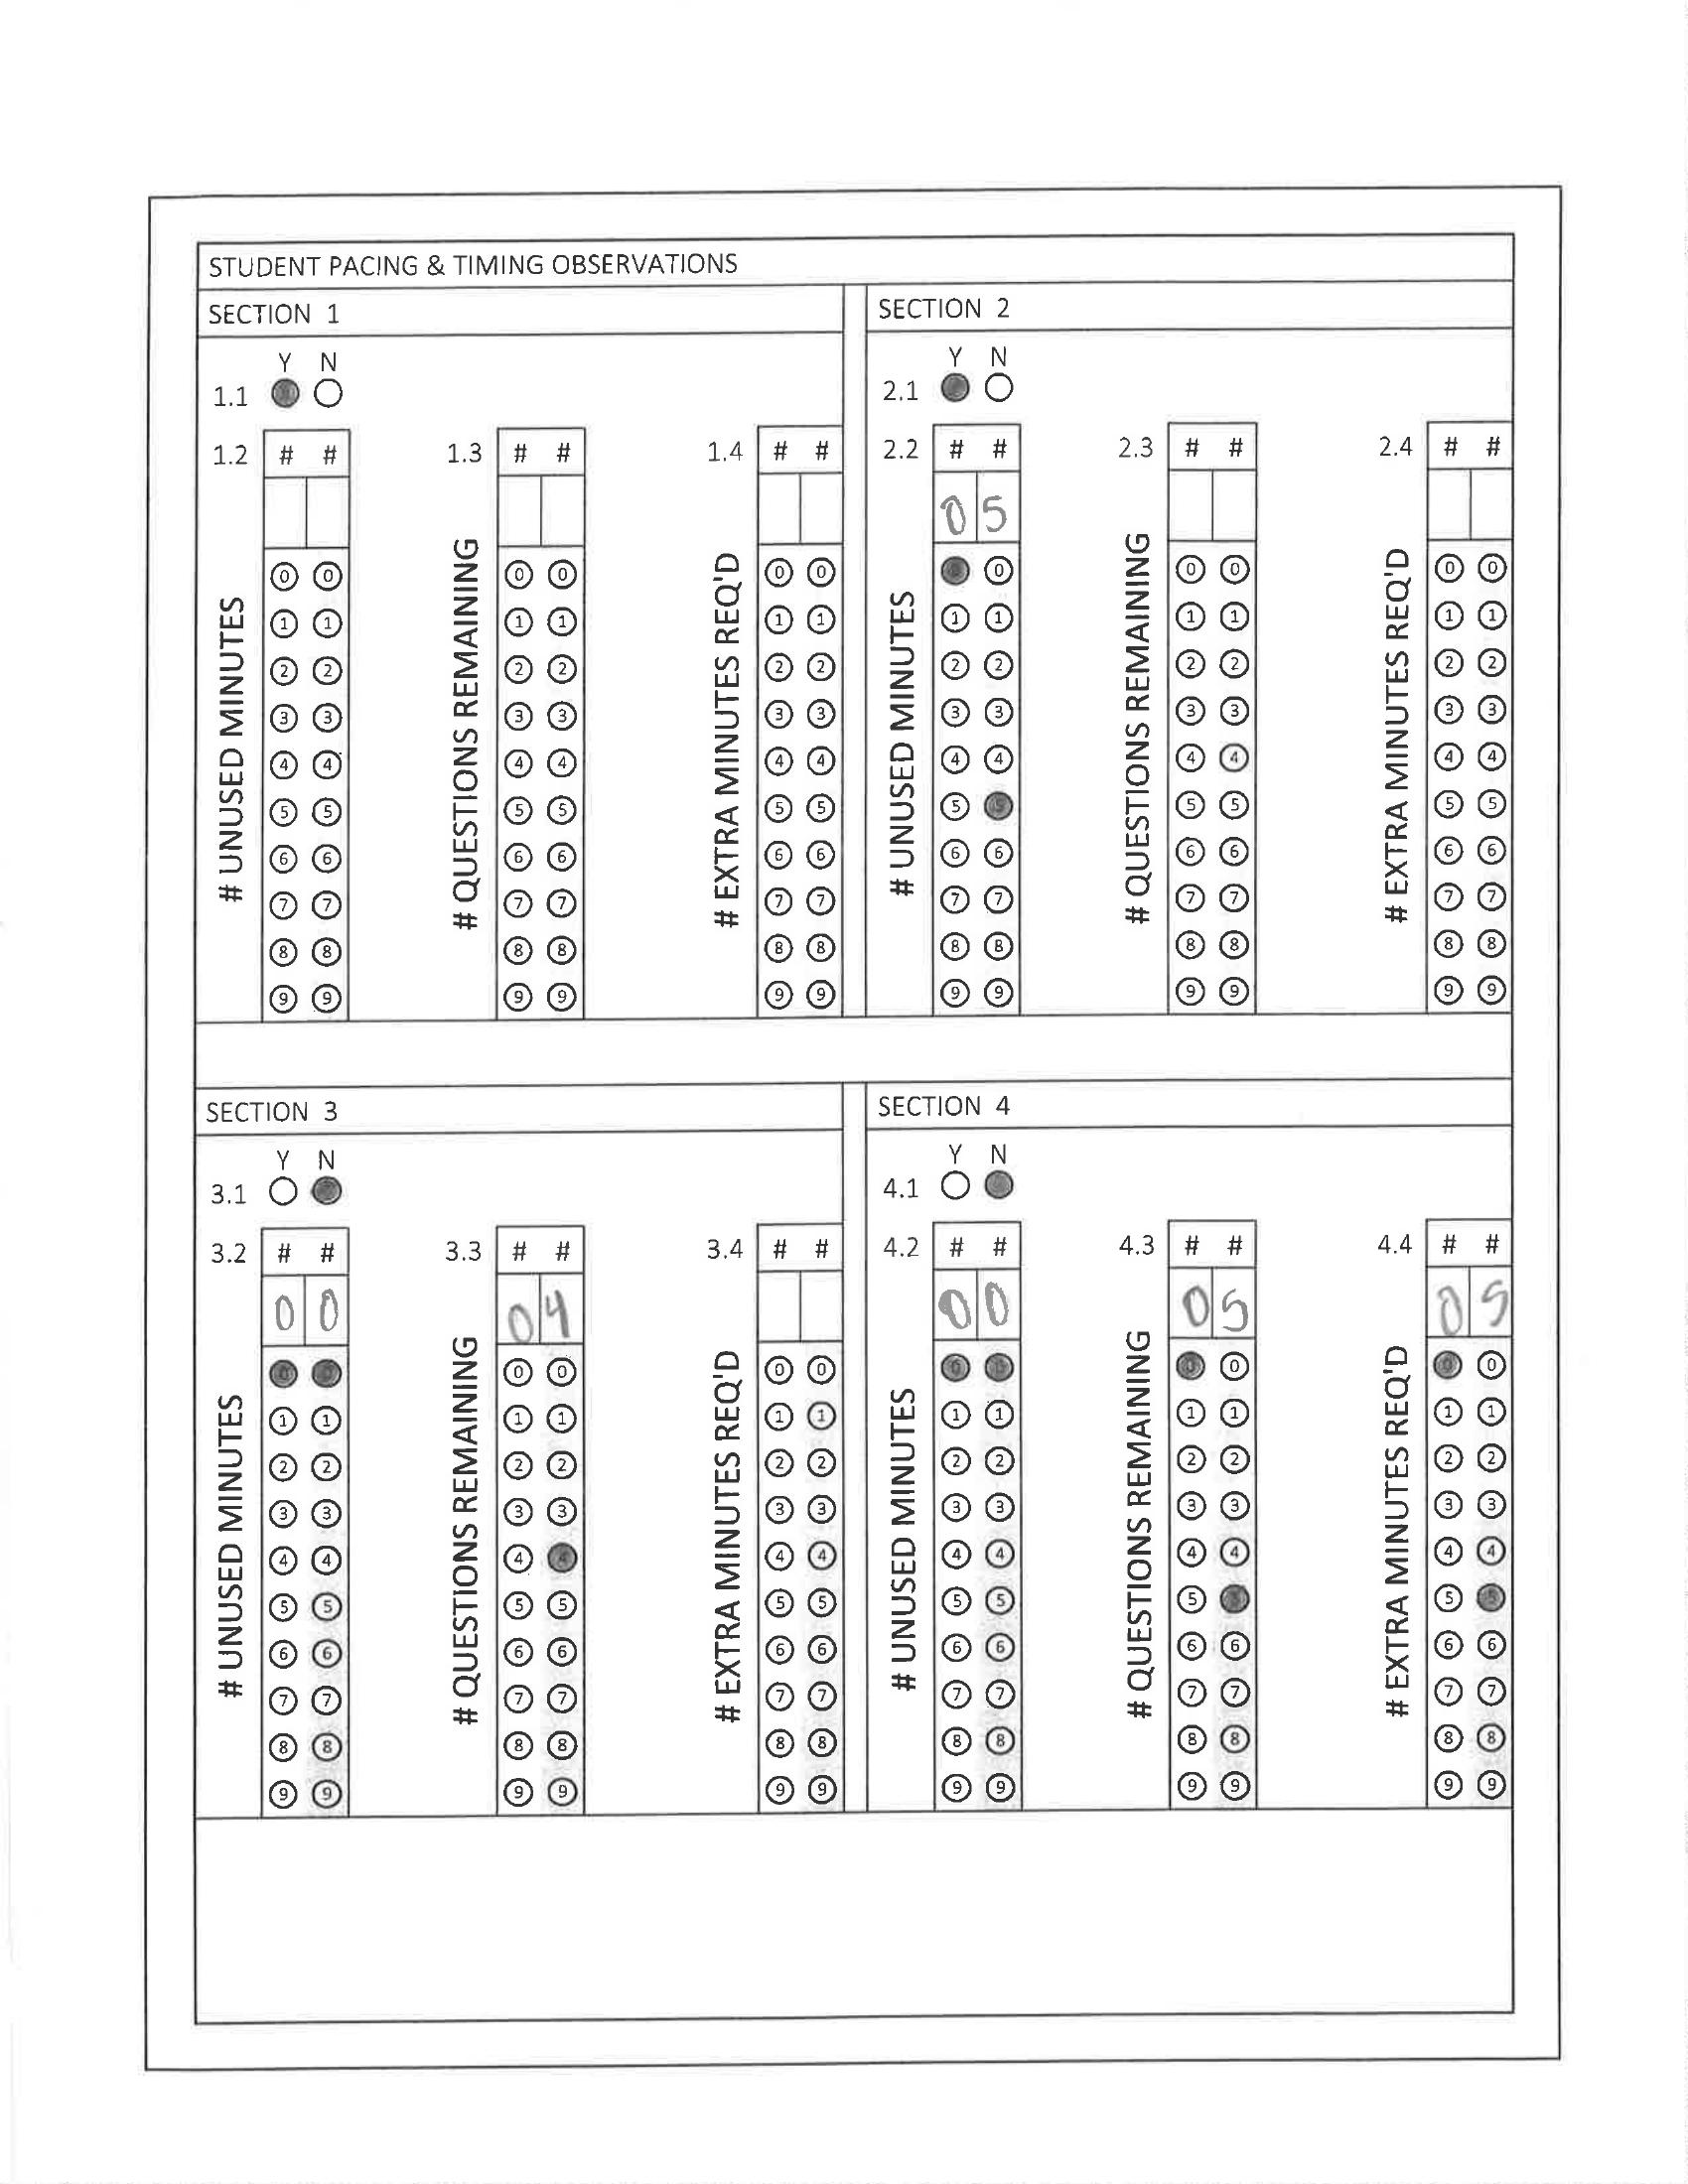 STUDENT PACING & TIMING OBSERVATIONS
SECTION 1
Y N
1.1
1.2 # #
1.3 # #
1.4 # #
# UNUSED MINUTES
# QUESTIONS REMAINING
# EXTRA MINUTES REQ'D
0 0 0 0 0 0
1 1 1 1 1 1
2 2 2 2 2 2
3 3 3 3 3 3
4 4 4 4 4 4
5 5 5 5 5 5
6 6 6 6 6 6
7 7 7 7 7 7
8 8 8 8 8 8
9 9 9 9 9 9
SECTION 2
Y N
2.1
2.2 # #
2.3 # #
2.4 # #
0 5
# UNUSED MINUTES
# QUESTIONS REMAINING
# EXTRA MINUTES REQ'D
0 0 0 0 0
1 1 1 1 1 1
2 2 2 2 2 2
3 3 3 3 3 3
4 4 4 4 4 4
5 5 5 5 5 5
6 6 6 6 6 6
7 7 7 7 7 7
8 8 8 8 8 8
9 9 9 9 9 9
SECTION 3
Y N
3.1
3.2 # #
3.3 # #
3.4 # #
0 0
0 4
# UNUSED MINUTES
# QUESTIONS REMAINING
# EXTRA MINUTES REQ'D
0 0 0 0 0 0
1 1 1 1 1 1
2 2 2 2 2 2
3 3 3 3 3 3
4 4 4 4 4 4
5 5 5 5 5 5
6 6 6 6 6 6
7 7 7 7 7 7
8 8 8 8 8 8
9 9 9 9 9 9
SECTION 4
Y N
4.1
4.2 # #
4.3 # #
4.4 # #
0 0
0 5
0 5
# UNUSED MINUTES
# QUESTIONS REMAINING
# EXTRA MINUTES REQ'D
0 0 0 0 0 0
1 1 1 1 1 1
2 2 2 2 2 2
3 3 3 3 3 3
4 4 4 4 4 4
5 5 5 5 5 5
6 6 6 6 6 6
7 7 7 7 7 7
8 8 8 8 8 8
9 9 9 9 9 9